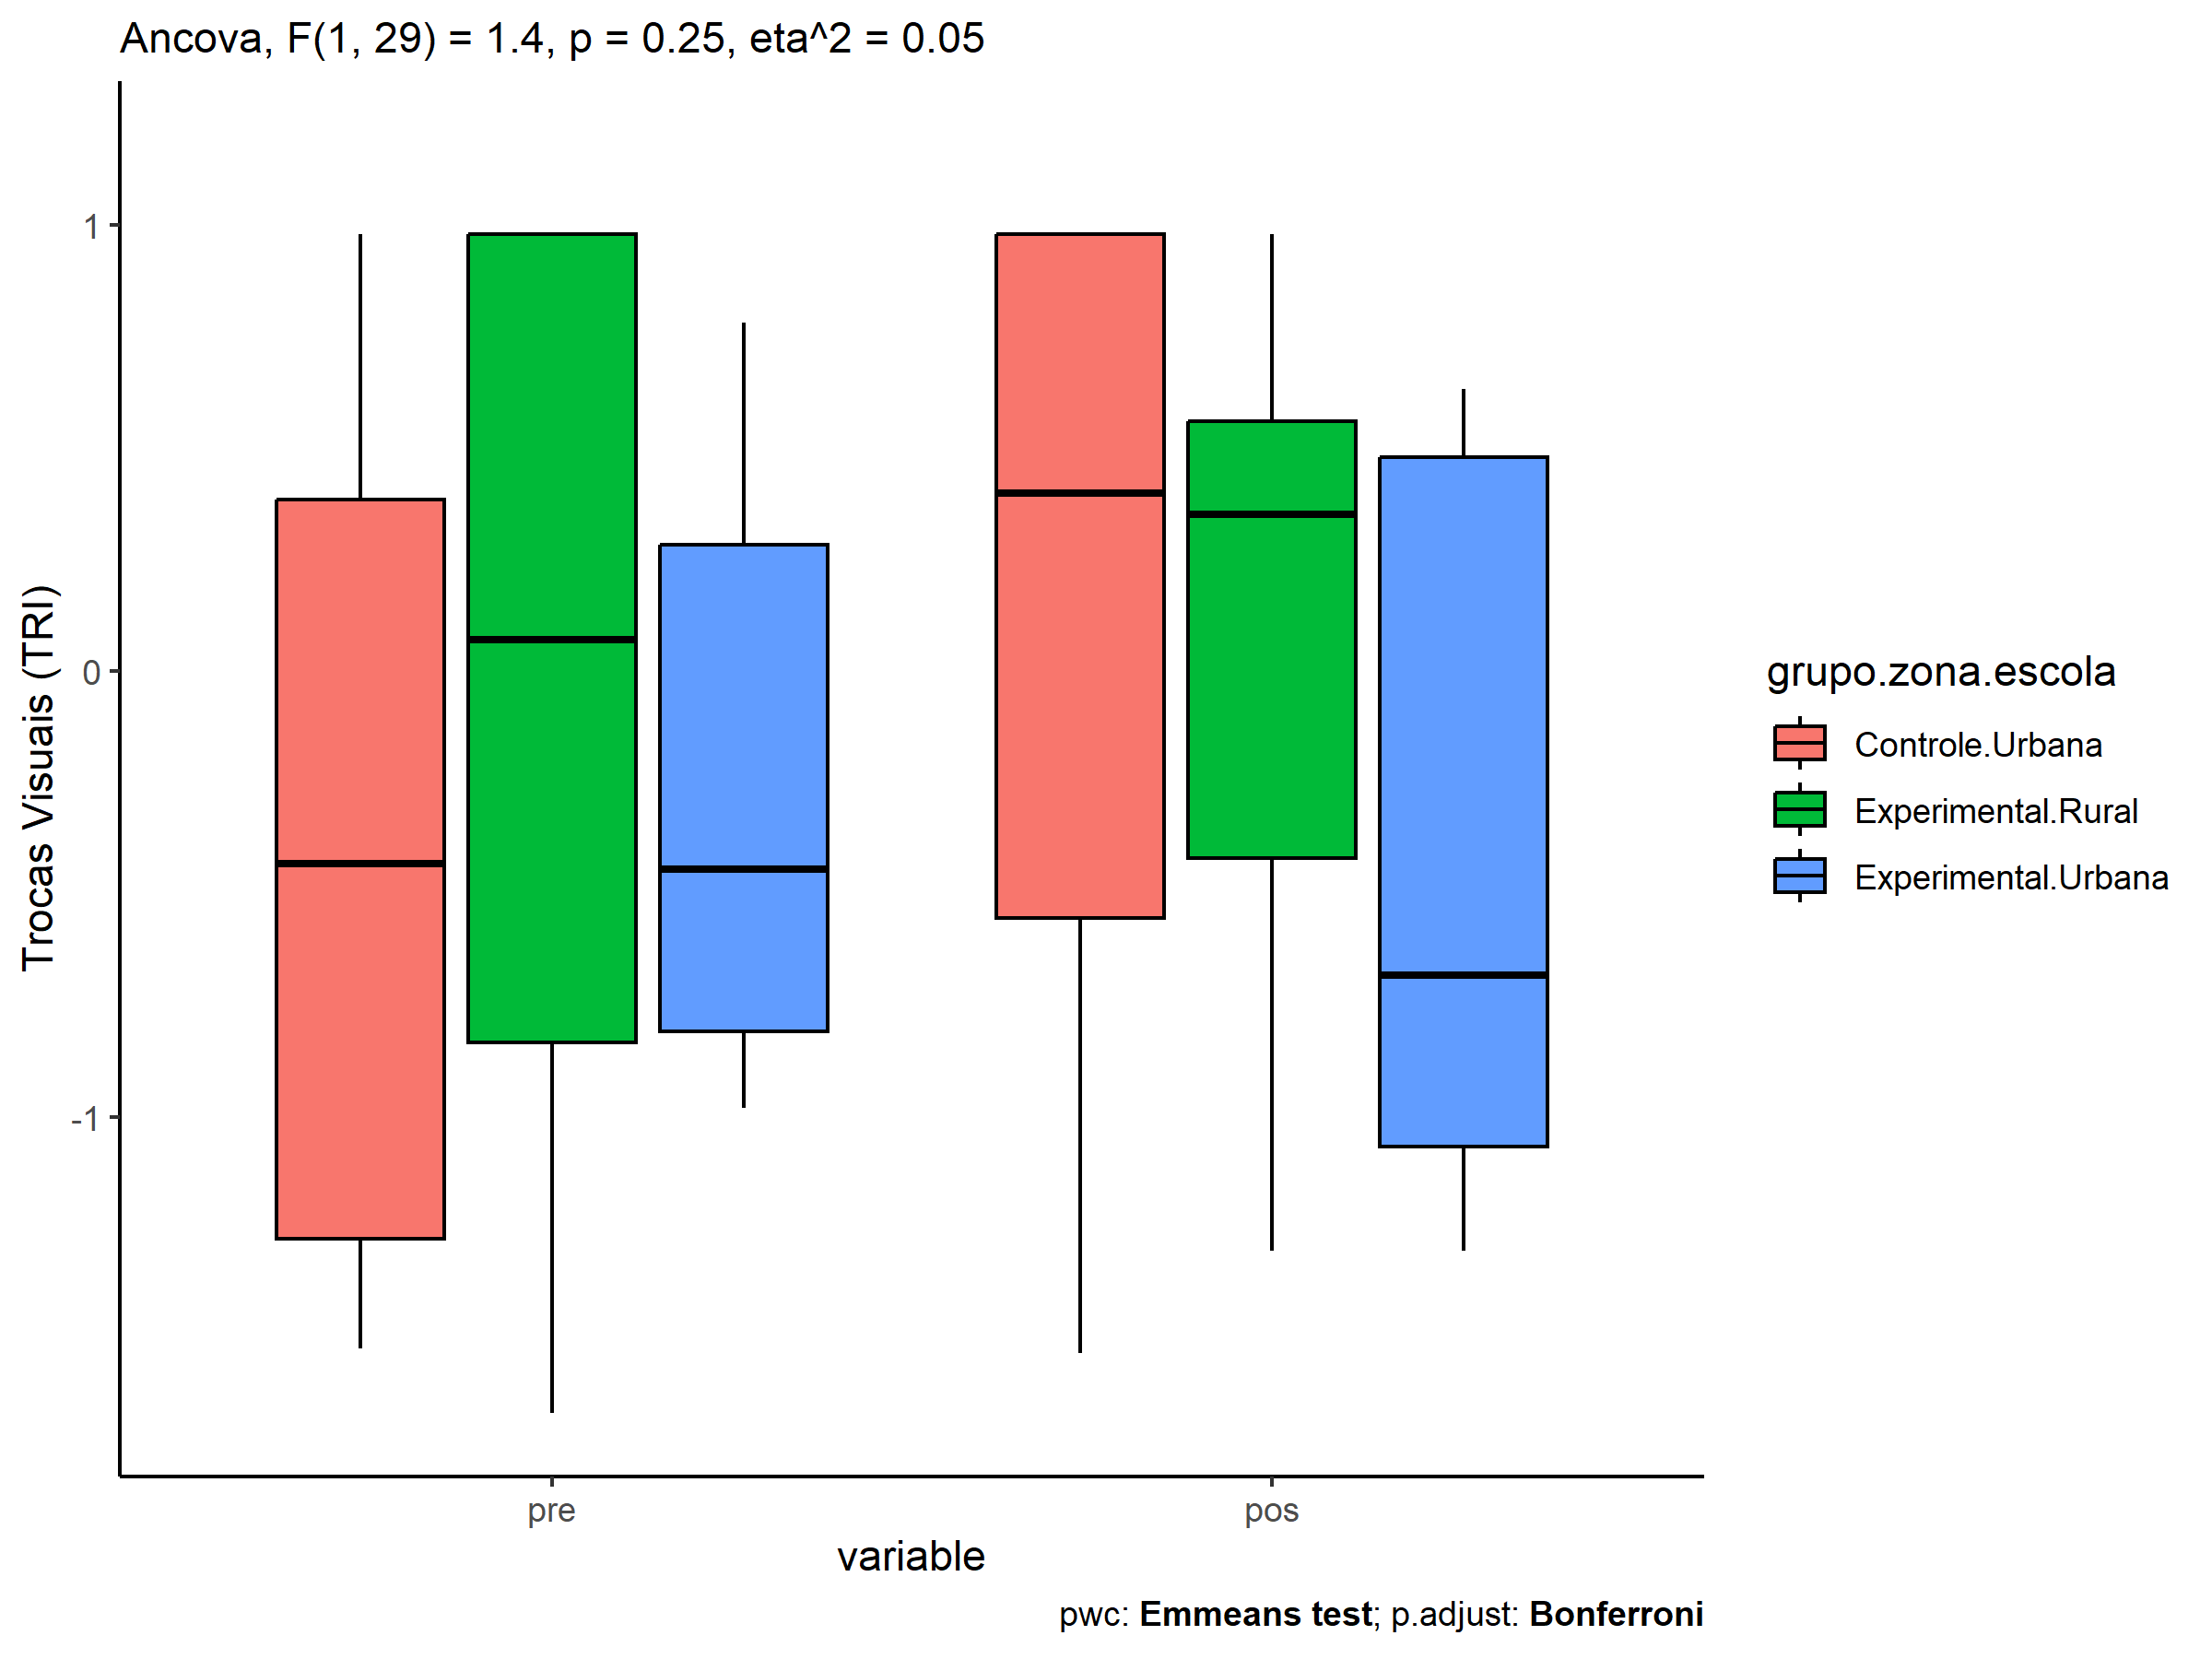 Ancova, F(1, 29) = 1.4, p = 0.25, eta^2 = 0.05
Trocas Visuais (TRI)
1
0
-1
pre
pos
variable
grupo.zona.escola
Controle.Urbana
Experimental.Rural
Experimental.Urbana
pwc: Emmeans test; p.adjust: Bonferroni